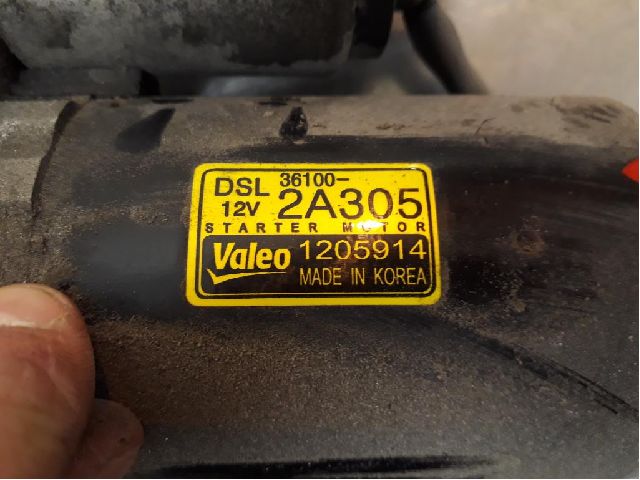 DSL 36100-
12V 2A305
STARTER MOTOR
Valeo 1205914
MADE IN KOREA